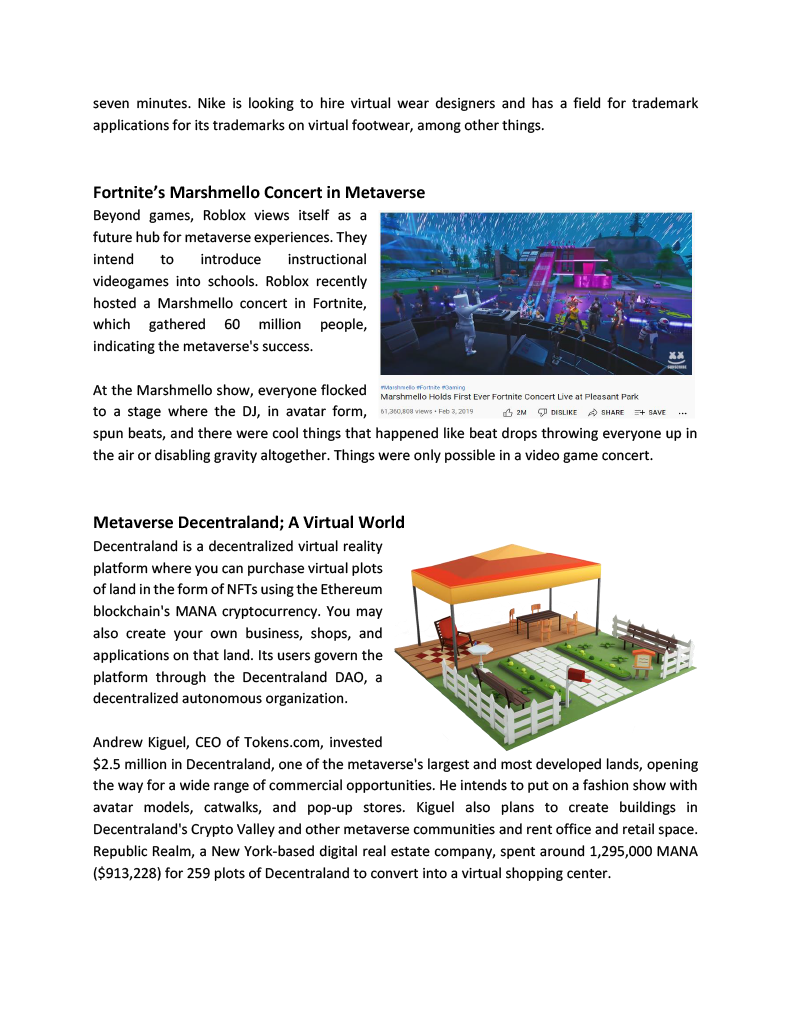 seven minutes. Nike is looking to hire virtual wear designers and has a field for trademark
applications for its trademarks on virtual footwear, among other things.
Fortnite’s Marshmello Concert in Metaverse
Beyond games, Roblox views itself as a
future hub for metaverse experiences. They
intend to introduce instructional
videogames into schools. Roblox recently
hosted a Marshmello concert in Fortnite,
which gathered 60 million people,
indicating the metaverse's success.
#Marshmello #Fortnite #Gaming
Marshmello Holds First Ever Fortnite Concert Live at Pleasant Park
61,360,808 views • Feb 3, 2019 2M DISLIKE SHARE SAVE ...
At the Marshmello show, everyone flocked
to a stage where the DJ, in avatar form,
spun beats, and there were cool things that happened like beat drops throwing everyone up in
the air or disabling gravity altogether. Things were only possible in a video game concert.
Metaverse Decentraland; A Virtual World
Decentraland is a decentralized virtual reality
platform where you can purchase virtual plots
of land in the form of NFTs using the Ethereum
blockchain's MANA cryptocurrency. You may
also create your own business, shops, and
applications on that land. Its users govern the
platform through the Decentraland DAO, a
decentralized autonomous organization.
Andrew Kiguel, CEO of Tokens.com, invested
$2.5 million in Decentraland, one of the metaverse's largest and most developed lands, opening
the way for a wide range of commercial opportunities. He intends to put on a fashion show with
avatar models, catwalks, and pop-up stores. Kiguel also plans to create buildings in
Decentraland's Crypto Valley and other metaverse communities and rent office and retail space.
Republic Realm, a New York-based digital real estate company, spent around 1,295,000 MANA
($913,228) for 259 plots of Decentraland to convert into a virtual shopping center.